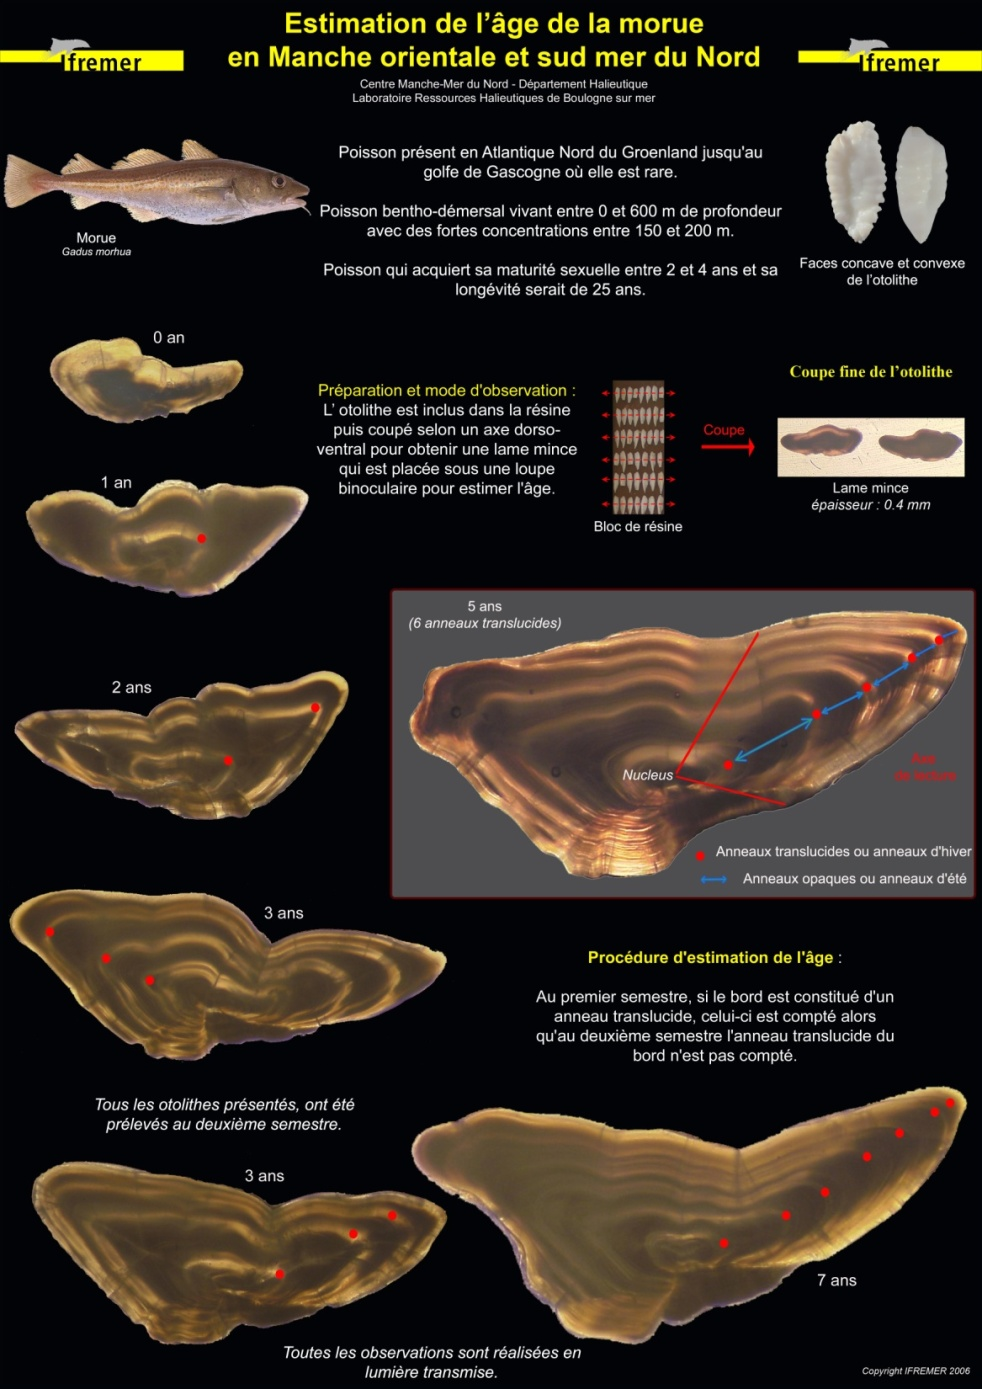 Estimation de l'âge de la morue
en Manche orientale et sud mer du Nord
Ifremer
Ifremer
Centre Manche-Mer du Nord - Département Halieutique
Laboratoire Ressources Halieutiques de Boulogne sur mer
Morue
Gadus morhua
Poisson présent en Atlantique Nord du Groenland jusqu'au
golfe de Gascogne où elle est rare.
Poisson bentho-démersal vivant entre 0 et 600 m de profondeur
avec des fortes concentrations entre 150 et 200 m.
Poisson qui acquiert sa maturité sexuelle entre 2 et 4 ans et sa
longévité serait de 25 ans.
Faces concave et convexe
de l'otolithe
0 an
Préparation et mode d'observation :
L' otolithe est inclus dans la résine
puis coupé selon un axe dorso-
ventral pour obtenir une lame mince
qui est placée sous une loupe
binoculaire pour estimer l'âge.
Bloc de résine
Coupe
Coupe fine de l'otolithe
Lame mince
épaisseur : 0.4 mm
1 an
2 ans
5 ans
(6 anneaux translucides)
Nucleus
Axe
de lecture
Anneaux translucides ou anneaux d'hiver
Anneaux opaques ou anneaux d'été
3 ans
Procédure d'estimation de l'âge :
Au premier semestre, si le bord est constitué d'un
anneau translucide, celui-ci est compté alors
qu'au deuxième semestre l'anneau translucide du
bord n'est pas compté.
Tous les otolithes présentés, ont été
prélevés au deuxième semestre.
3 ans
7 ans
Toutes les observations sont réalisées en
lumière transmise.
Copyright IFREMER 2006